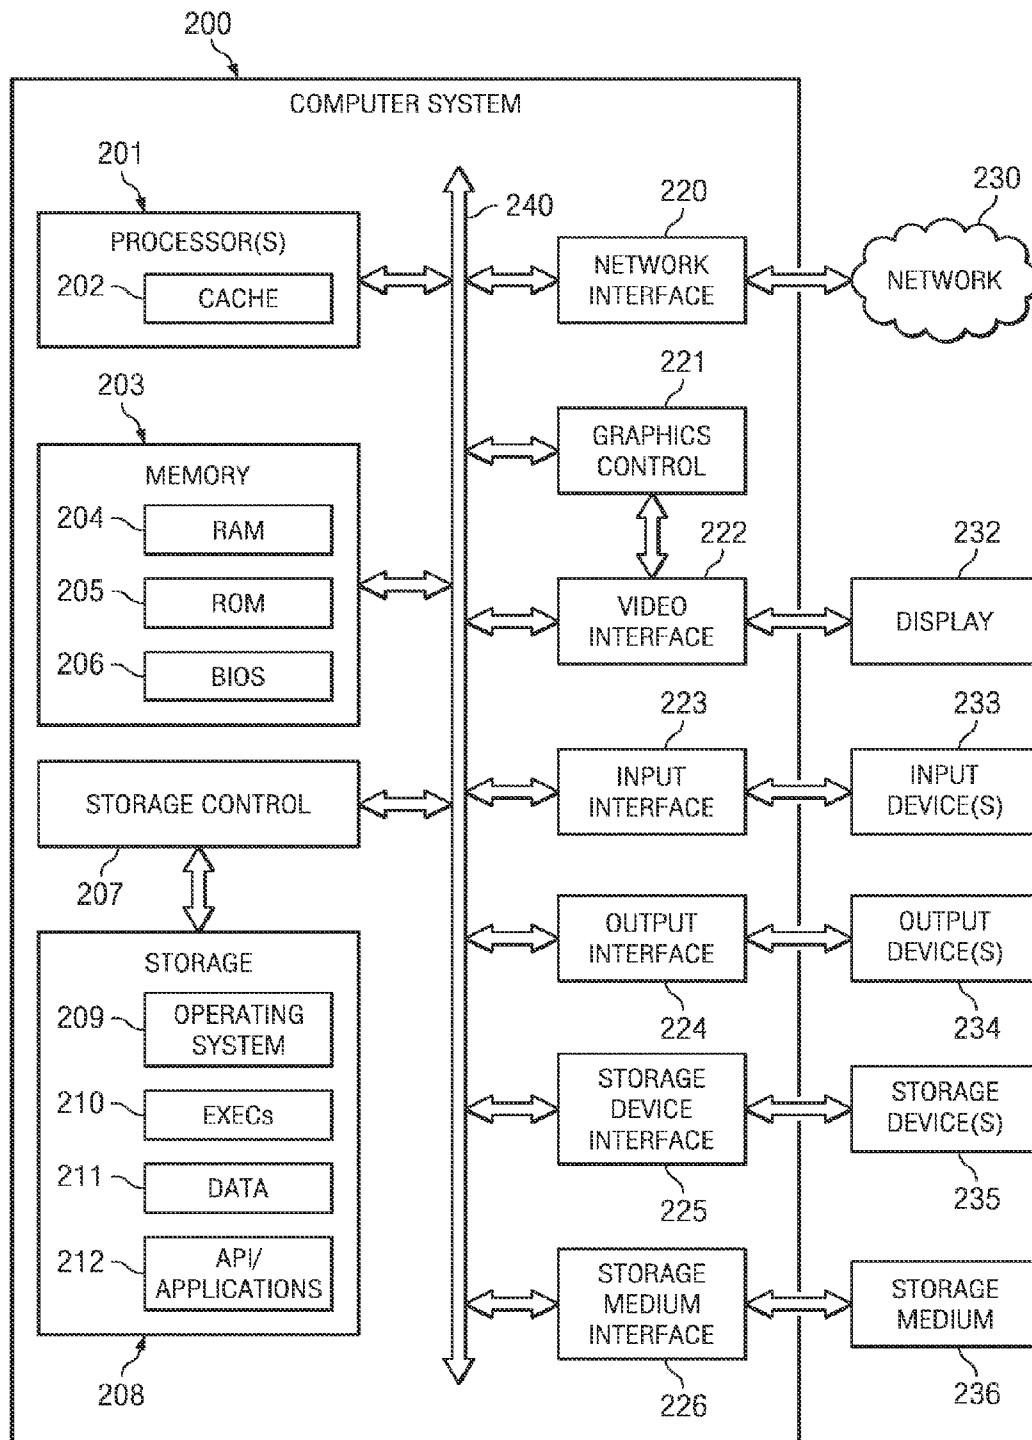 200
COMPUTER SYSTEM
201
PROCESSOR(S)
202
CACHE
203
MEMORY
204
RAM
205
ROM
206
BIOS
STORAGE CONTROL
207
STORAGE
209
OPERATING
SYSTEM
210
EXECs
211
DATA
212
API/
APPLICATIONS
208
240
220
NETWORK
INTERFACE
230
NETWORK
221
GRAPHICS
CONTROL
222
VIDEO
INTERFACE
232
DISPLAY
223
INPUT
INTERFACE
233
INPUT
DEVICE(S)
OUTPUT
INTERFACE
224
OUTPUT
DEVICE(S)
234
STORAGE
DEVICE
INTERFACE
225
STORAGE
DEVICE(S)
235
STORAGE
MEDIUM
INTERFACE
226
STORAGE
MEDIUM
236